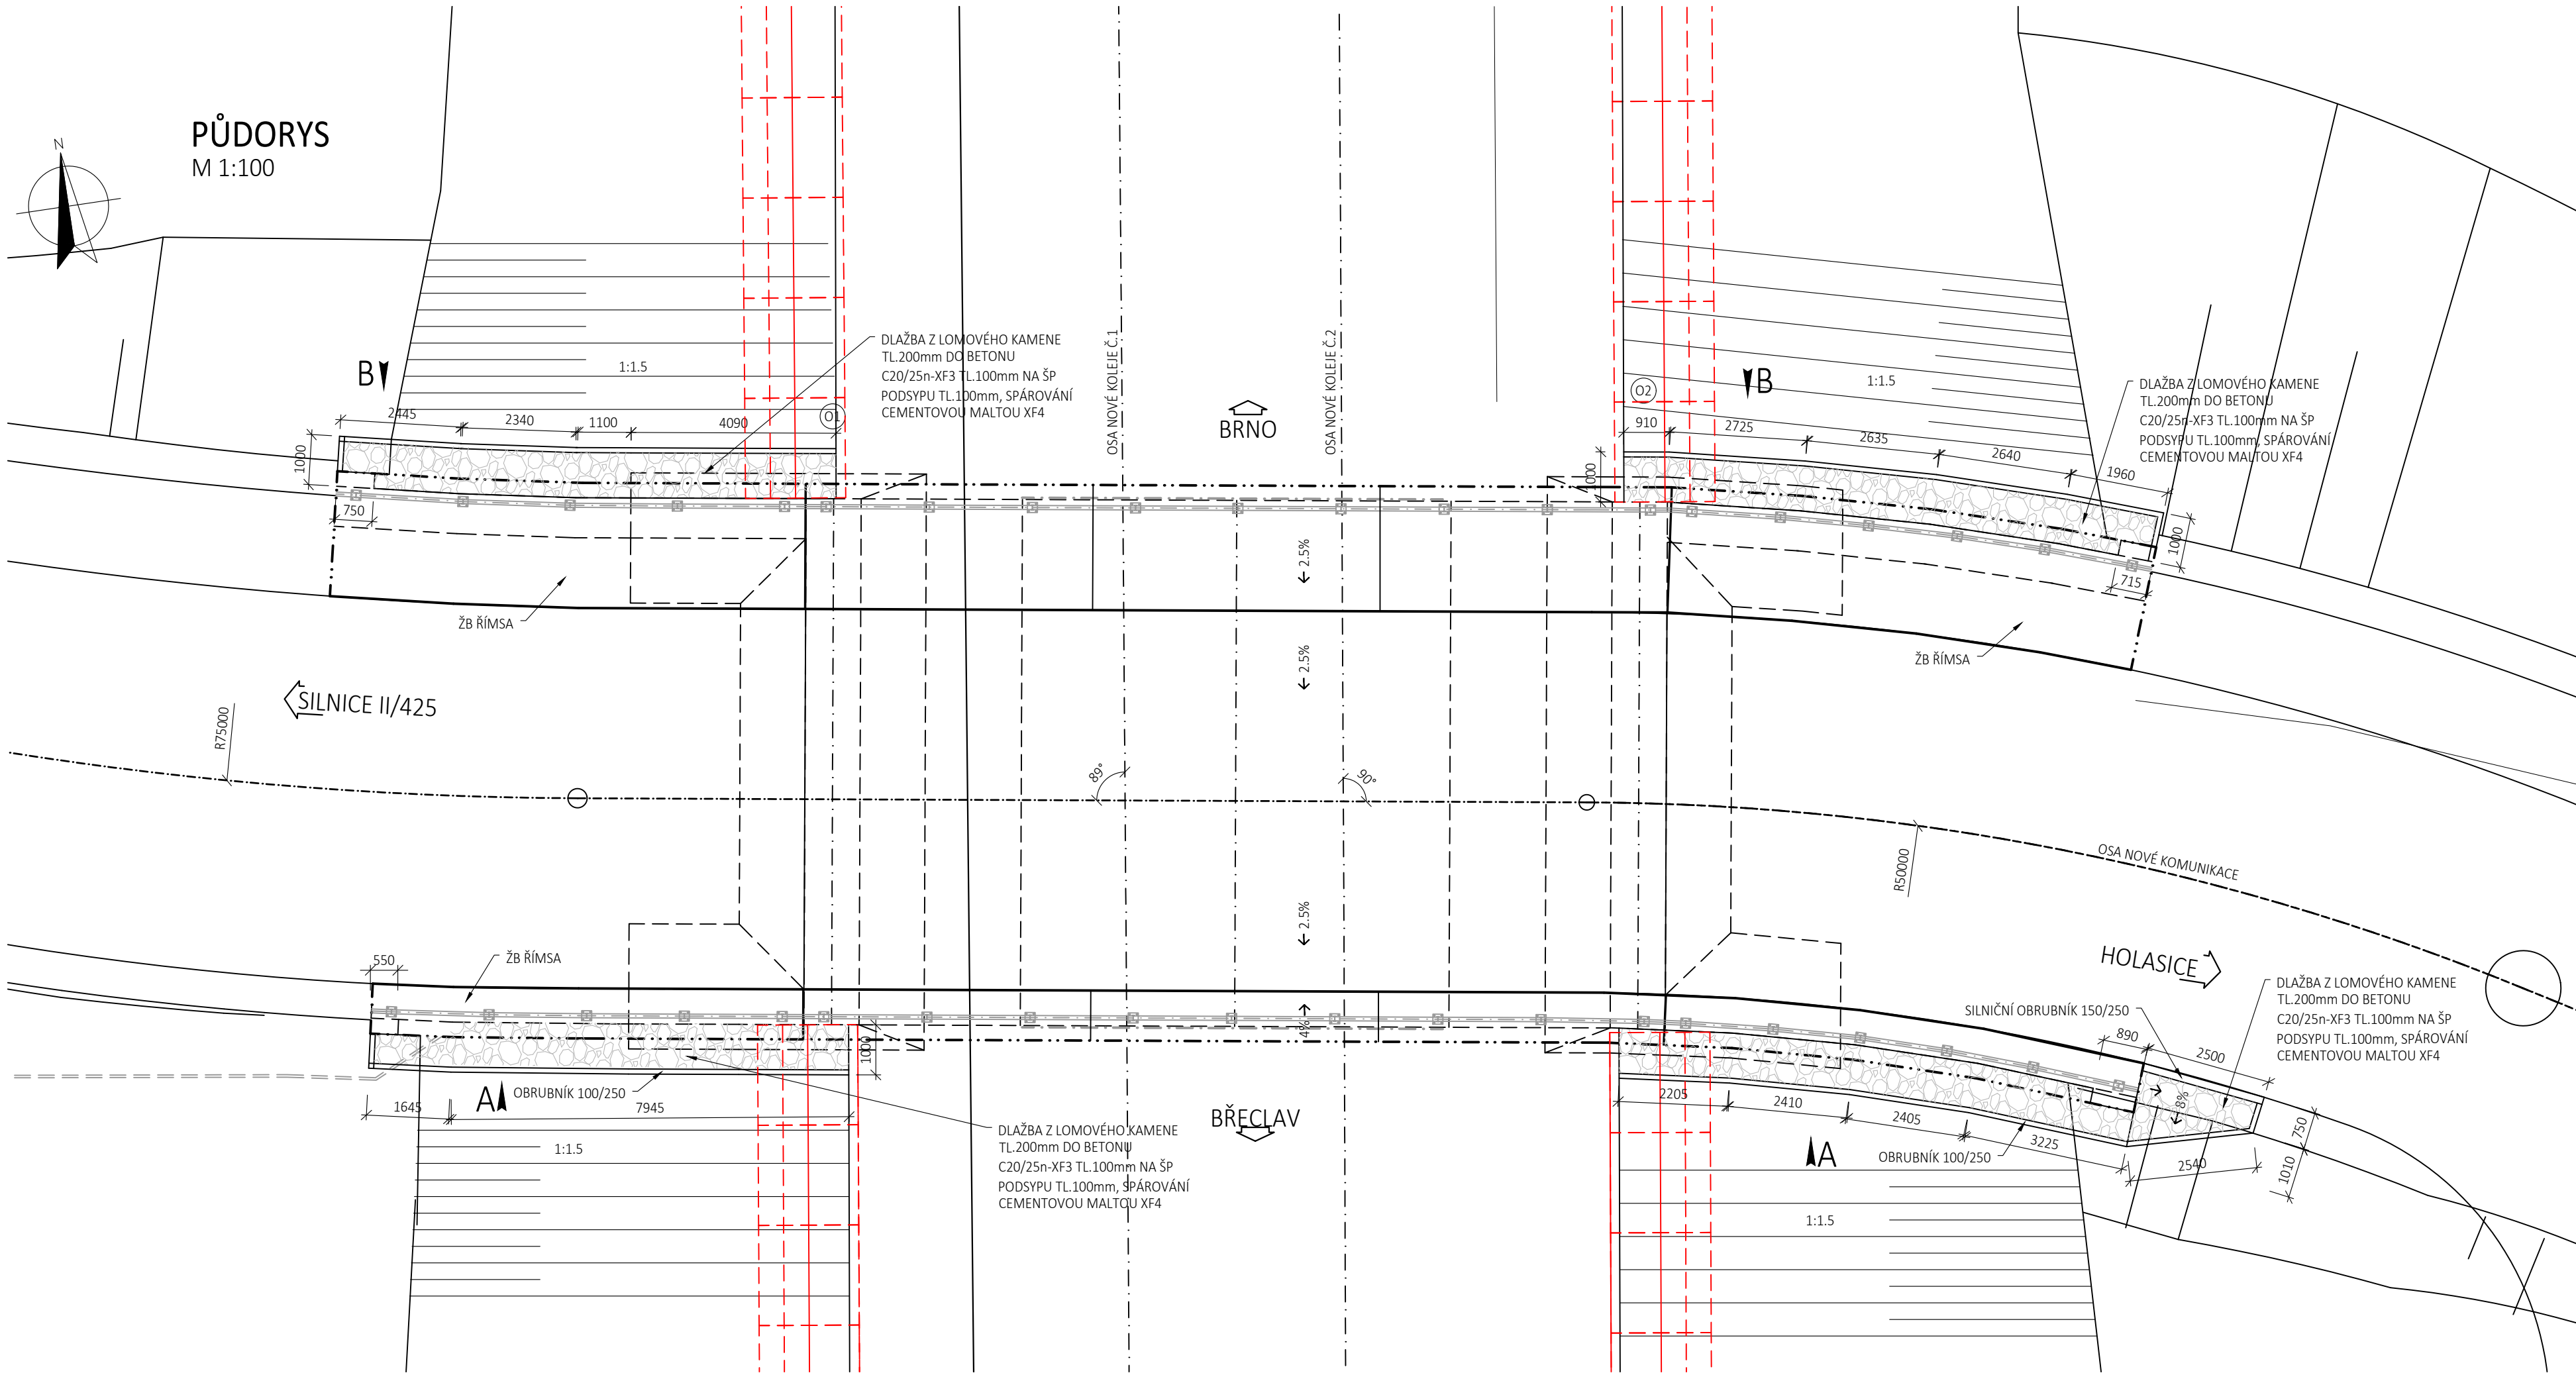 N
PŮDORYS
M 1:100
B
B
1:1.5
1:1.5
DLAŽBA Z LOMOVÉHO KAMENE
TL.200mm DO BETONU
C20/25n-XF3 TL.100mm NA ŠP
PODSYPU TL.100mm, SPÁROVÁNÍ
CEMENTOVOU MALTOU XF4
OSA NOVÉ KOLEJE Č.1
OSA NOVÉ KOLEJE Č.2
BRNO
DLAŽBA Z LOMOVÉHO KAMENE
TL.200mm DO BETONU
C20/25n-XF3 TL.100mm NA ŠP
PODSYPU TL.100mm, SPÁROVÁNÍ
CEMENTOVOU MALTOU XF4
O1
O2
2445
2340
1100
4090
910
2725
2635
2640
1960
1000
1000
1000
750
715
2.5%
ŽB ŘÍMSA
ŽB ŘÍMSA
2.5%
SILNICE II/425
R75000
89°
90°
R50000
OSA NOVÉ KOMUNIKACE
2.5%
HOLASICE
550
ŽB ŘÍMSA
4%
SILNIČNÍ OBRUBNÍK 150/250
890
2500
DLAŽBA Z LOMOVÉHO KAMENE
TL.200mm DO BETONU
C20/25n-XF3 TL.100mm NA ŠP
PODSYPU TL.100mm, SPÁROVÁNÍ
CEMENTOVOU MALTOU XF4
1000
A
OBRUBNÍK 100/250
1645
7945
BŘECLAV
2205
2410
2405
3225
8%
750
1010
2540
A
OBRUBNÍK 100/250
DLAŽBA Z LOMOVÉHO KAMENE
TL.200mm DO BETONU
C20/25n-XF3 TL.100mm NA ŠP
PODSYPU TL.100mm, SPÁROVÁNÍ
CEMENTOVOU MALTOU XF4
1:1.5
1:1.5